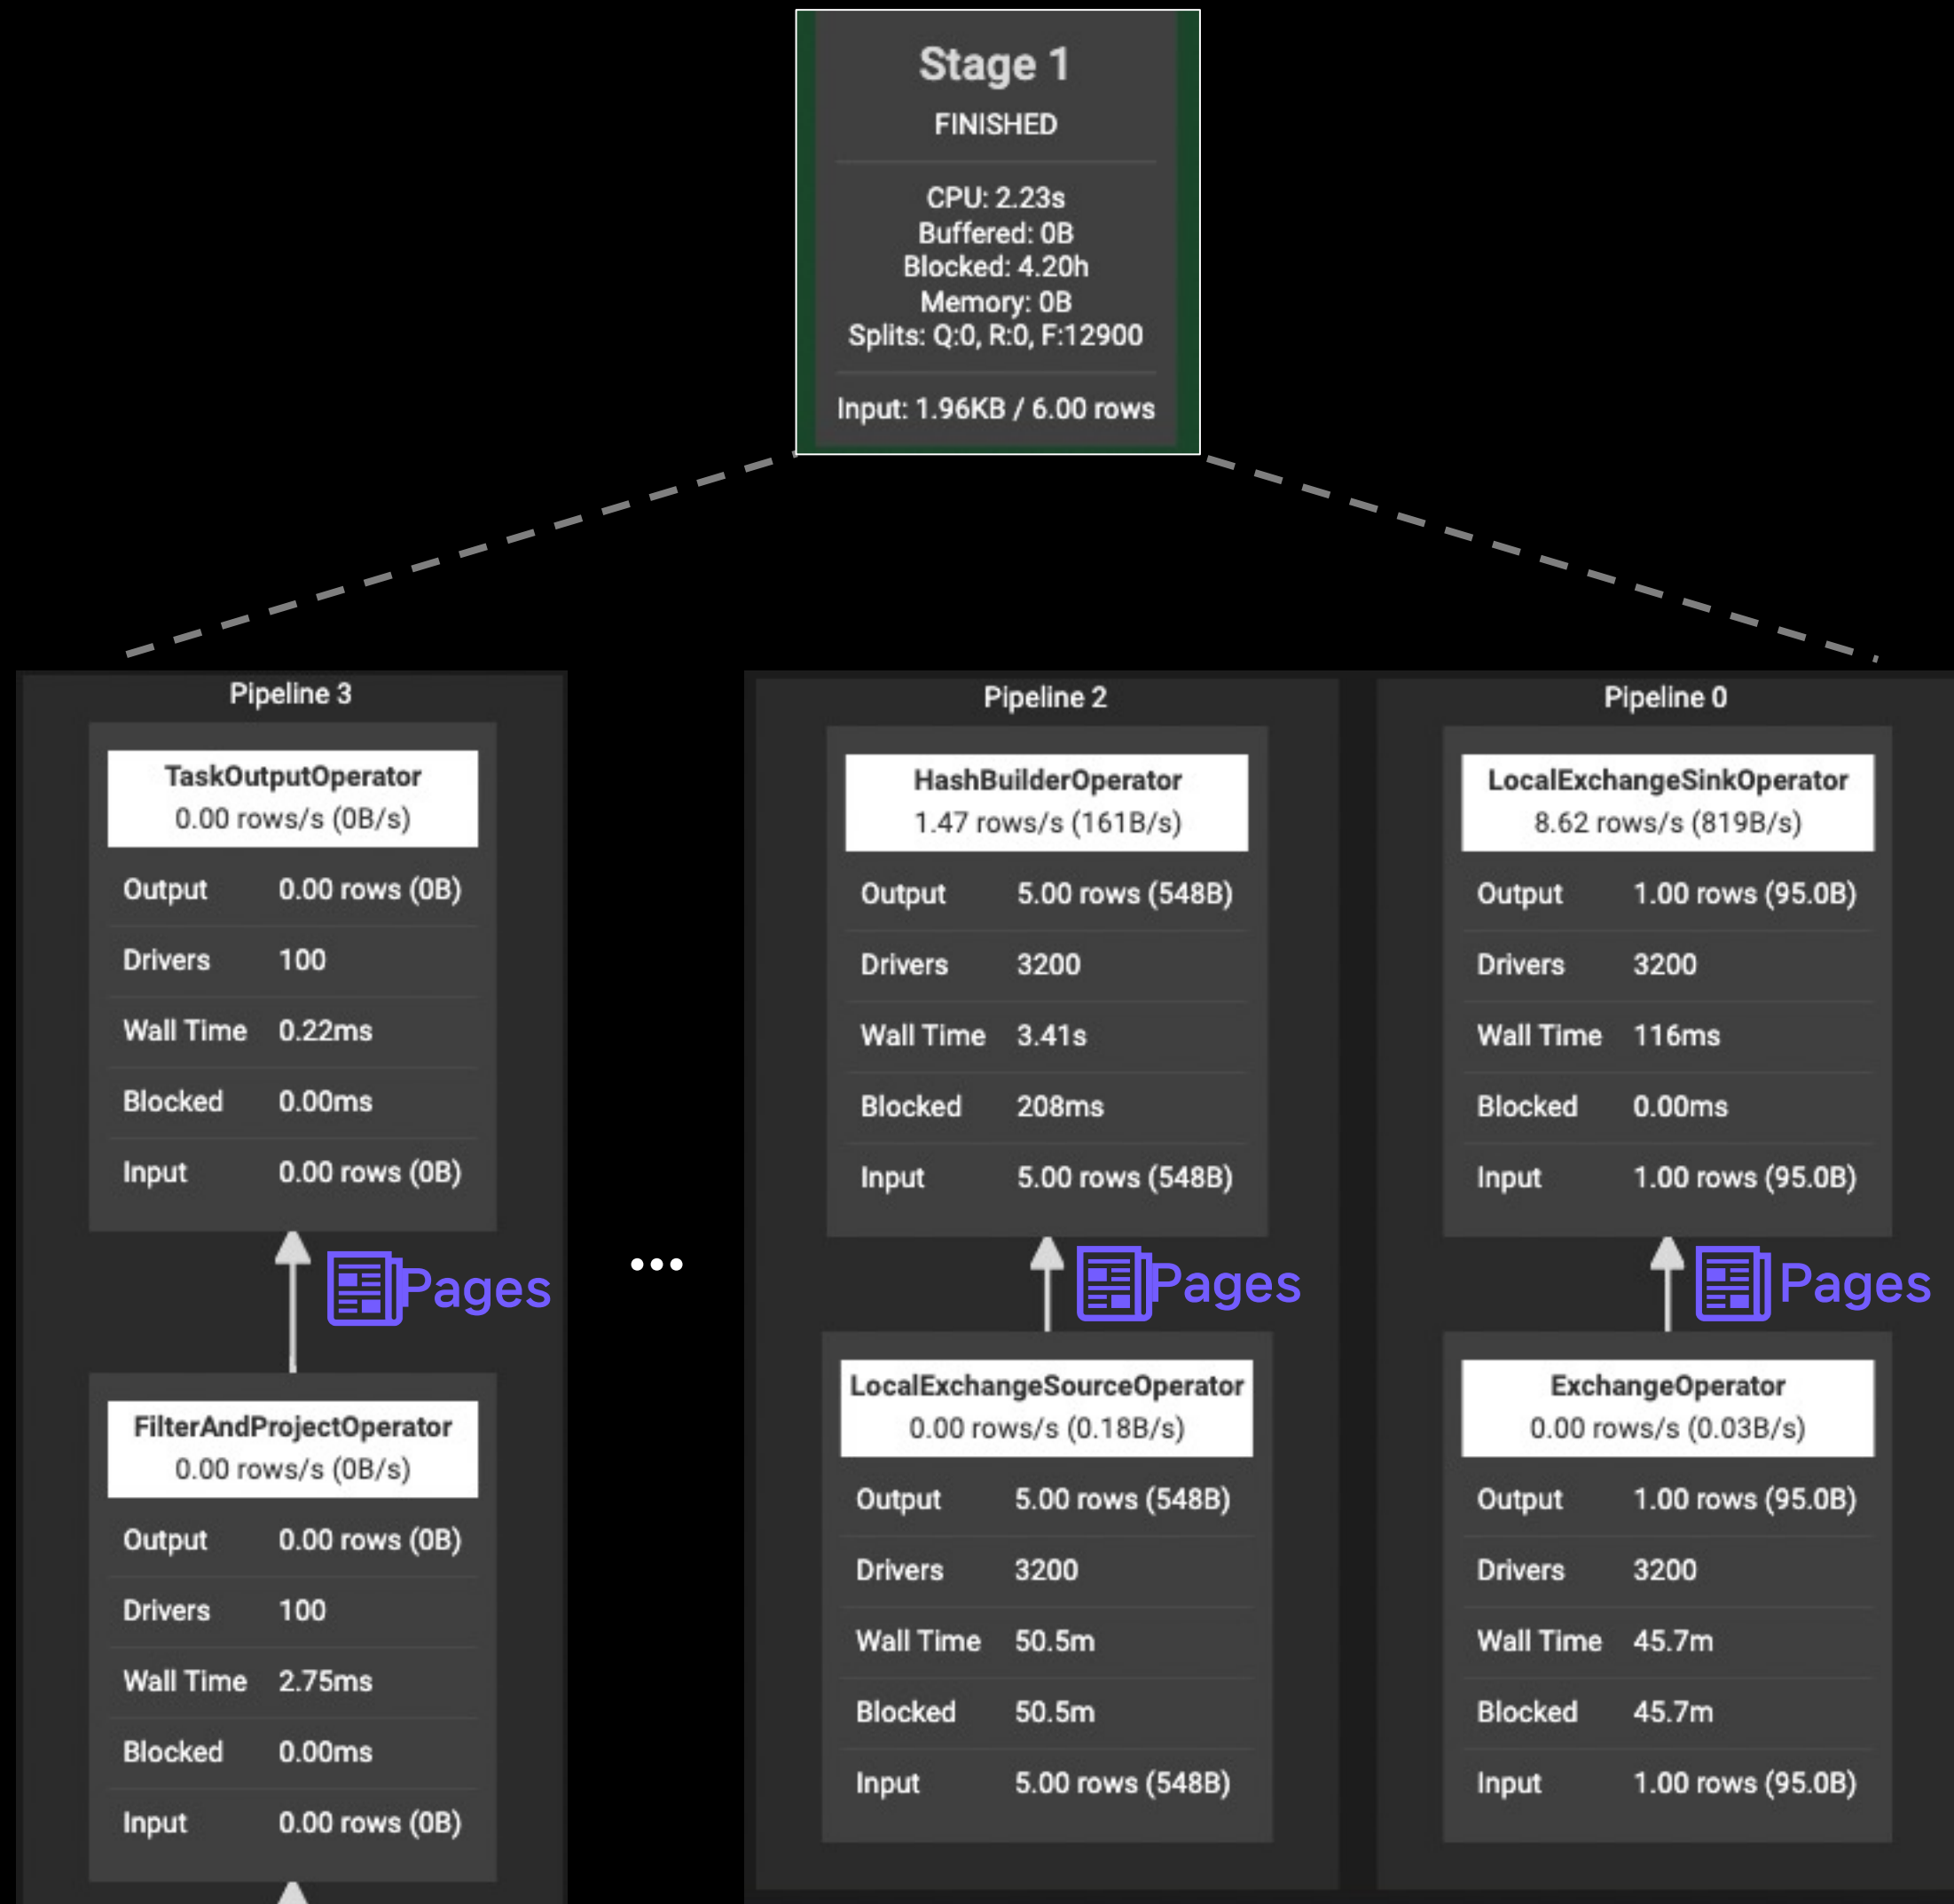 Stage 1
FINISHED
CPU: 2.23s
Buffered: 0B
Blocked: 4.20h
Memory: 0B
Splits: Q:0, R:0, F:12900
Input: 1.96KB / 6.00 rows
Pipeline 3
TaskOutputOperator
0.00 rows/s (0B/s)
Output 0.00 rows (0B)
Drivers 100
Wall Time 0.22ms
Blocked 0.00ms
Input 0.00 rows (0B)
Pages
FilterAndProjectOperator
0.00 rows/s (0B/s)
Output 0.00 rows (0B)
Drivers 100
Wall Time 2.75ms
Blocked 0.00ms
Input 0.00 rows (0B)
...
Pipeline 2
HashBuilderOperator
1.47 rows/s (161B/s)
Output 5.00 rows (548B)
Drivers 3200
Wall Time 3.41s
Blocked 208ms
Input 5.00 rows (548B)
Pages
LocalExchangeSourceOperator
0.00 rows/s (0.18B/s)
Output 5.00 rows (548B)
Drivers 3200
Wall Time 50.5m
Blocked 50.5m
Input 5.00 rows (548B)
Pipeline 0
LocalExchangeSinkOperator
8.62 rows/s (819B/s)
Output 1.00 rows (95.0B)
Drivers 3200
Wall Time 116ms
Blocked 0.00ms
Input 1.00 rows (95.0B)
Pages
ExchangeOperator
0.00 rows/s (0.03B/s)
Output 1.00 rows (95.0B)
Drivers 3200
Wall Time 45.7m
Blocked 45.7m
Input 1.00 rows (95.0B)